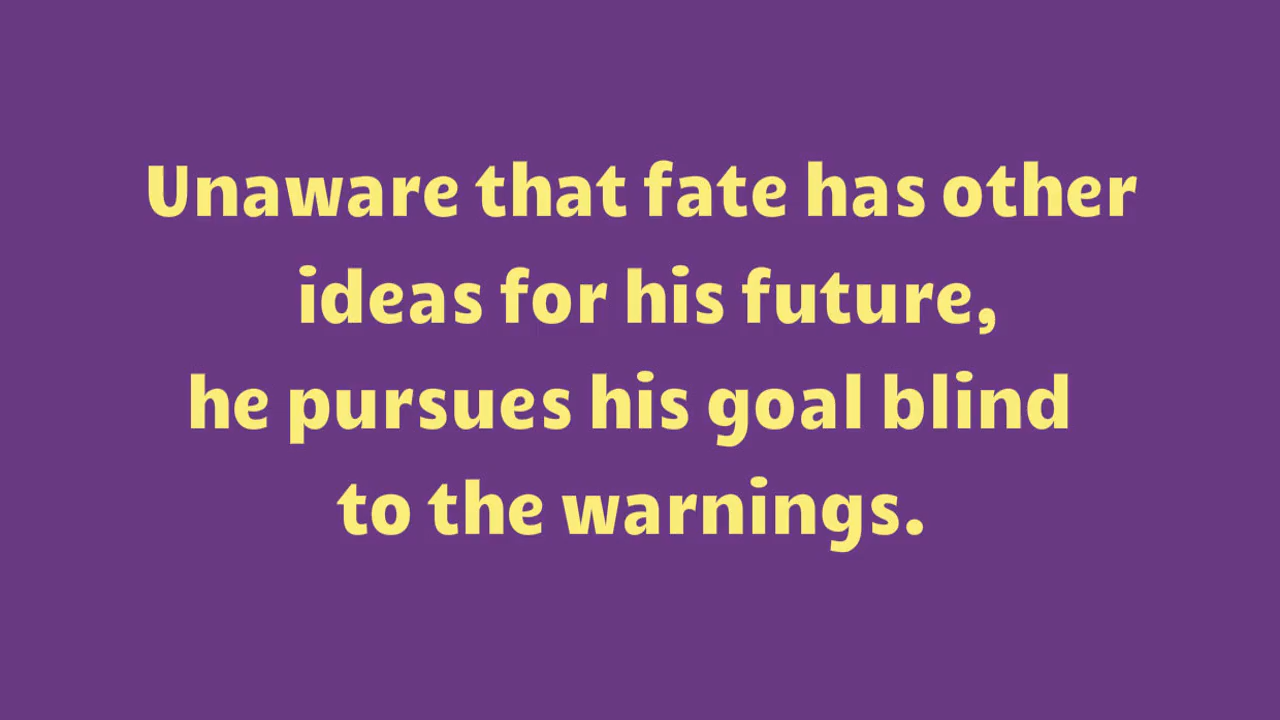 Unaware that fate has other
ideas for his future,
he pursues his goal blind
to the warnings.